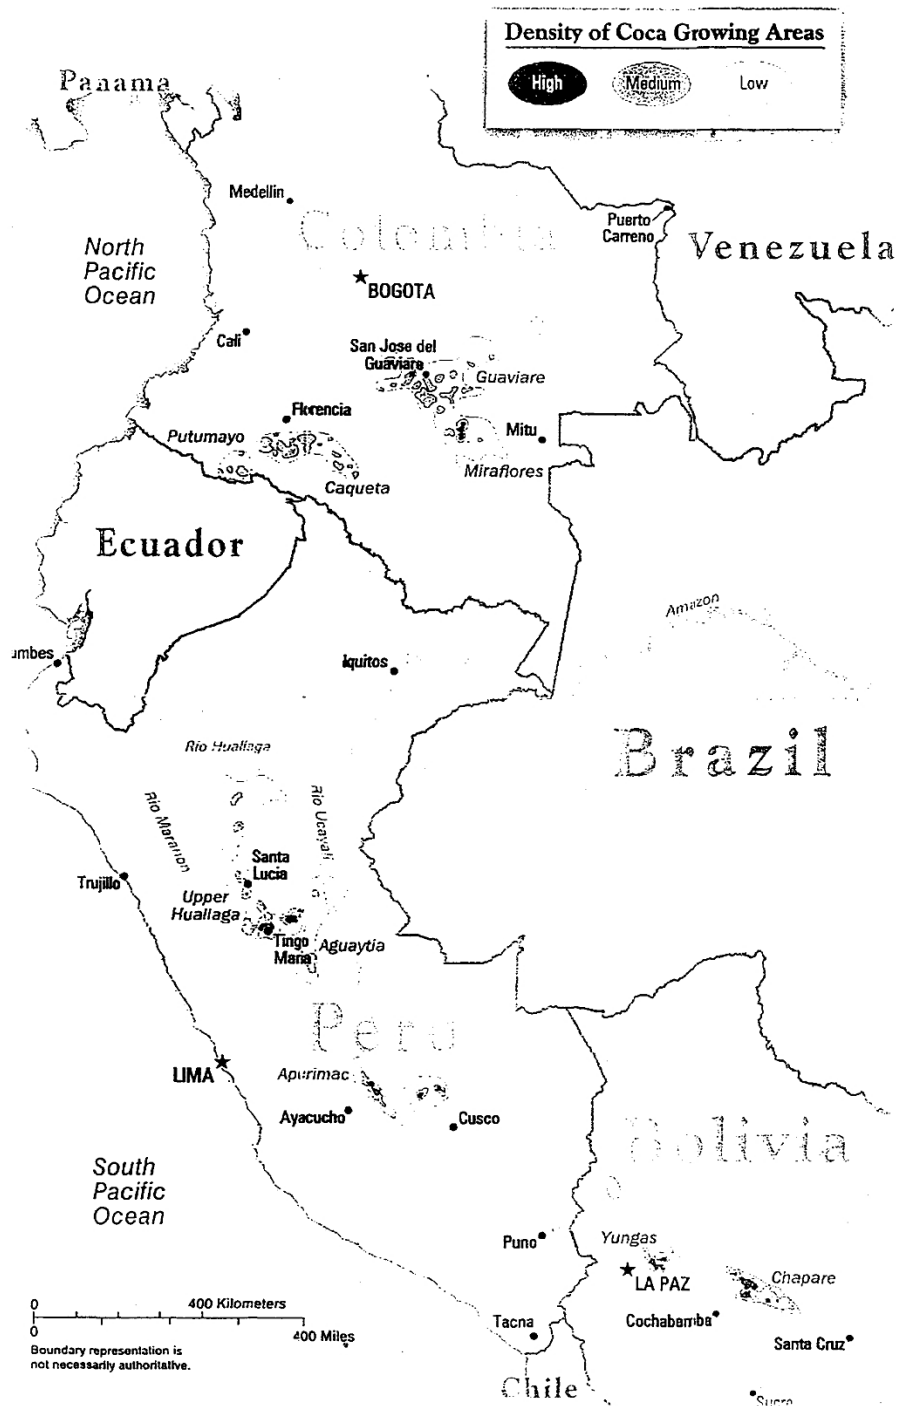 Density of Coca Growing Areas
High
Medium
Low
Panama
Medellin
Colombia
Puerto
Carreno
Venezuela
North
Pacific
Ocean
BOGOTA
Cali
San Jose del
Guaviare
Guaviare
Florencia
Putumayo
Mitu
Miraflores
Caqueta
Ecuador
Amazon
umbes
Iquitos
Brazil
Rio Huallaga
Rio Maranon
Rio Ucayali
Santa
Lucia
Trujillo
Upper
Huallaga
Tingo
Maria
Aguaytia
Peru
LIMA
Apurimac
Ayacucho
Cusco
Bolivia
South
Pacific
Ocean
Puno
Yungas
LA PAZ
Chapare
0 400 Kilometers
0 400 Miles
Tacna
Cochabamba
Santa Cruz
Boundary representation is
not necessarily authoritative.
Chile
Sucre